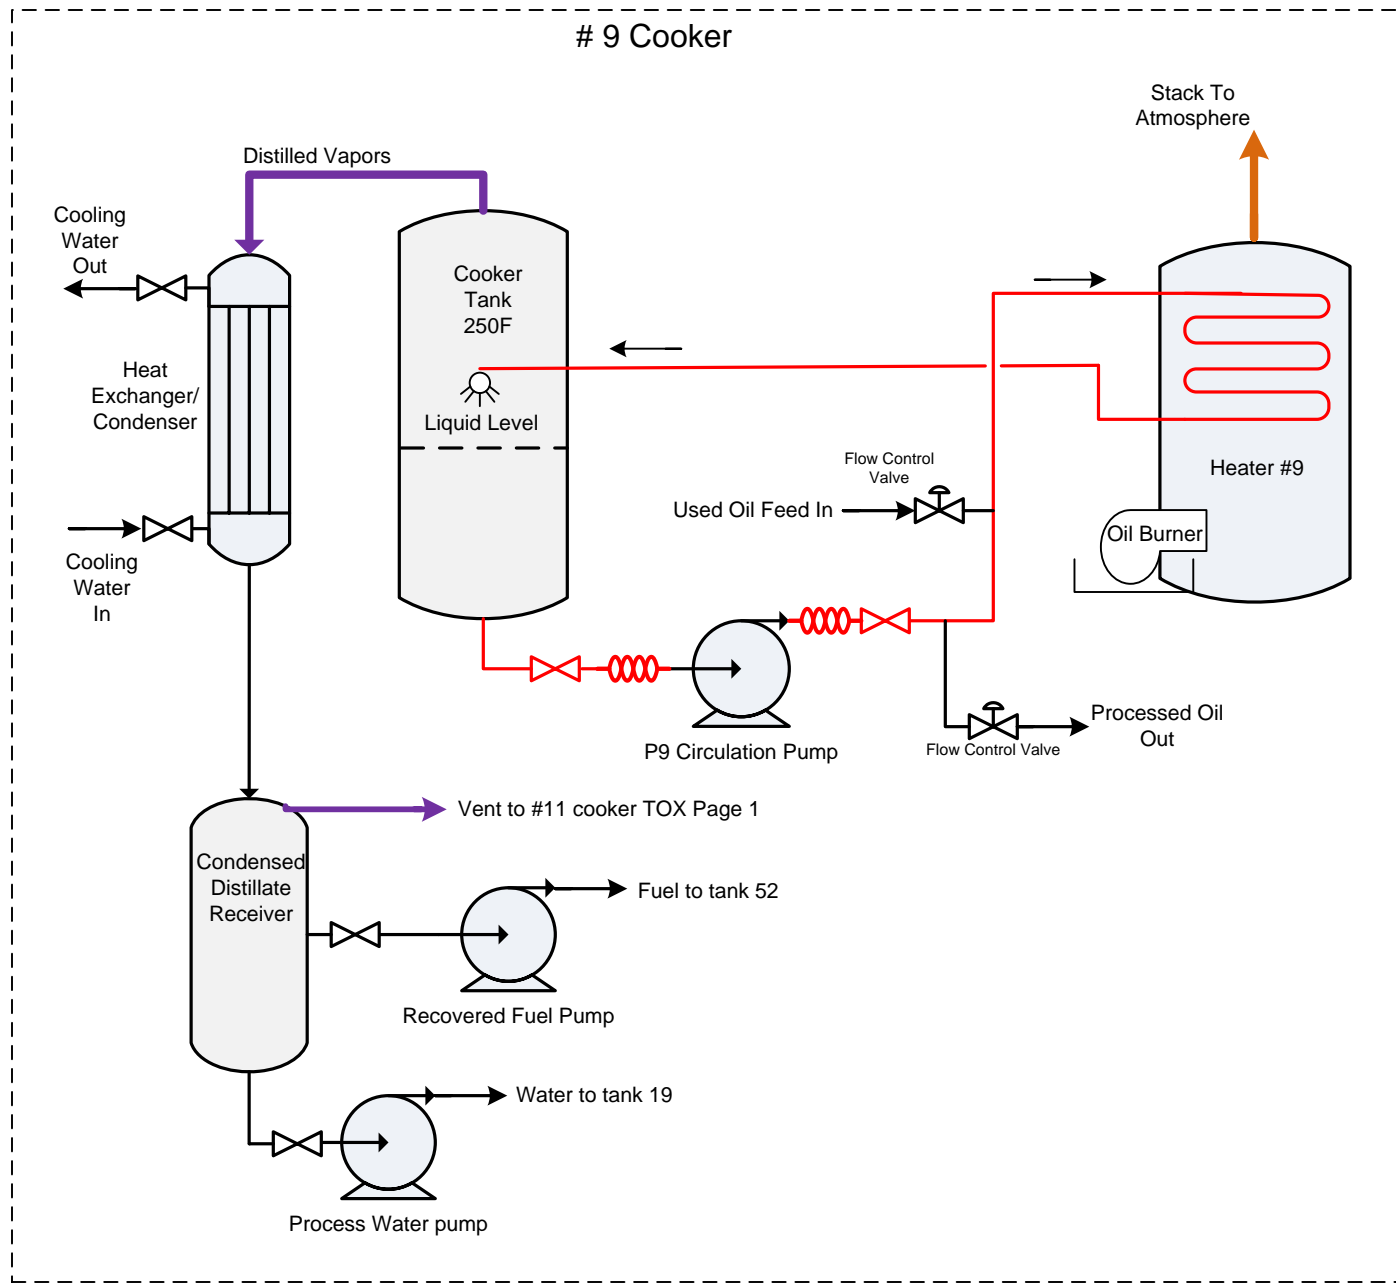 # 9 Cooker
Stack To
Atmosphere
Distilled Vapors
Cooling
Water
Out
Cooker
Tank
250F
Heat
Exchanger/
Condenser
Liquid Level
Flow Control
Valve
Heater #9
Used Oil Feed In
Oil Burner
Cooling
Water
In
Processed Oil
Out
P9 Circulation Pump
Flow Control Valve
Vent to #11 cooker TOX Page 1
Condensed
Distillate
Receiver
Fuel to tank 52
Recovered Fuel Pump
Water to tank 19
Process Water pump